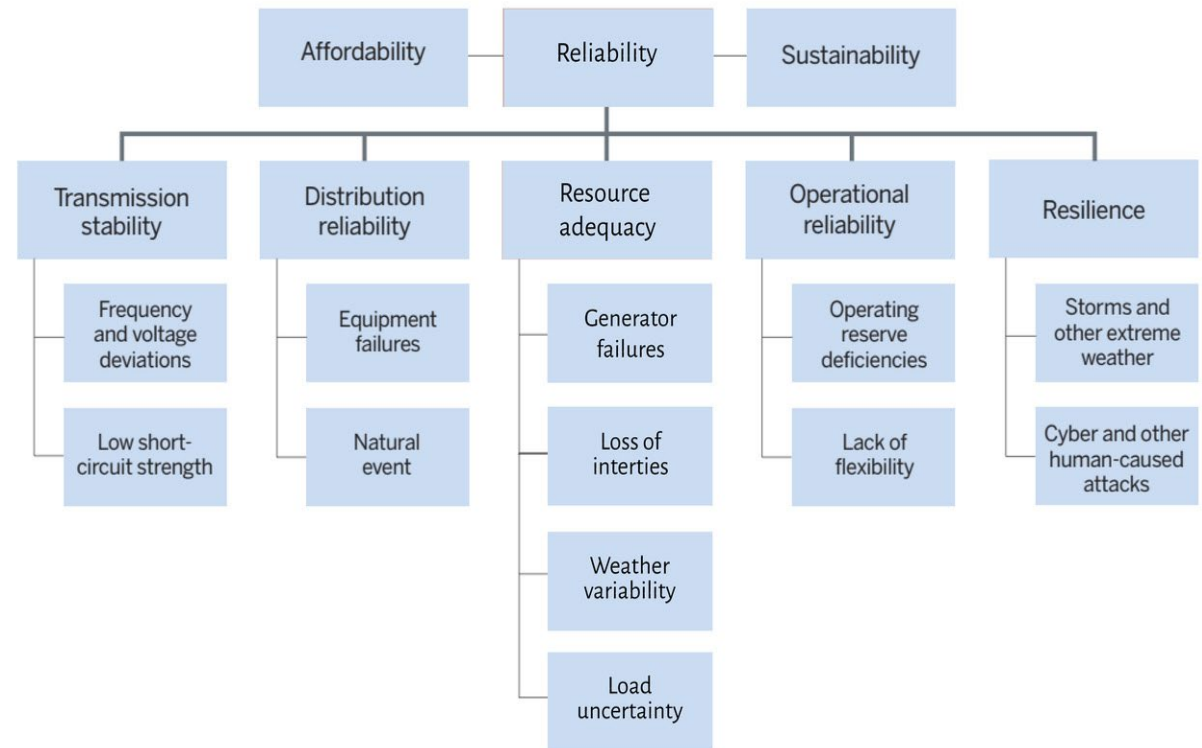 Affordability
Reliability
Sustainability
Transmission
stability
Distribution
reliability
Resource
adequacy
Operational
reliability
Resilience
Frequency
and voltage
deviations
Low short-
circuit strength
Equipment
failures
Natural
event
Generator
failures
Loss of
interties
Weather
variability
Load
uncertainty
Operating
reserve
deficiencies
Lack of
flexibility
Storms and
other extreme
weather
Cyber and other
human-caused
attacks